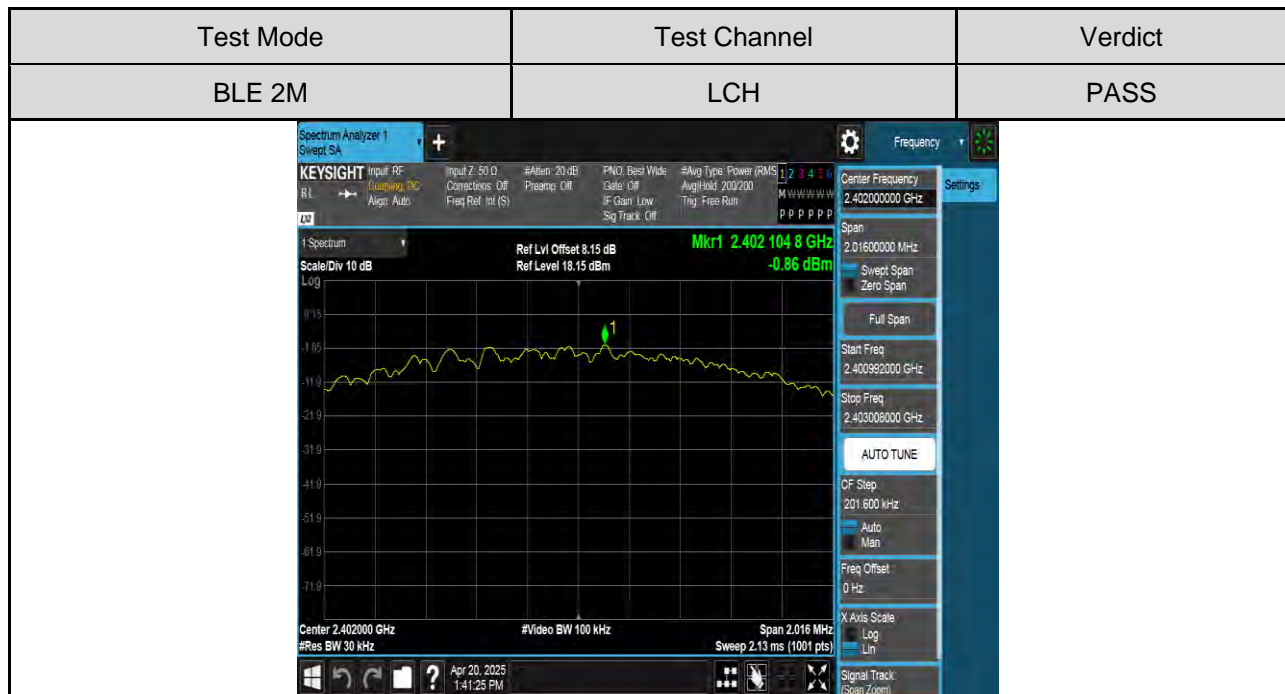 Test Mode Test Channel Verdict
BLE 2M LCH PASS
Spectrum Analyzer 1
Swept SA
+
Frequency
KEYSIGHT Input: RF Input Z: 50 Ω #Atten: 20 dB PNO: Best Wide #Avg Type: Power (RMS 1 2 3 4 5 6
R L Coupling: DC Corrections: Off Preamp: Off Gate: Off Avg|Hold: 200/200 M W W W W W
Align: Auto Freq Ref: Int (S) IF Gain: Low Trig: Free Run
Sig Track: Off P P P P P P
LXI
1 Spectrum
Ref Lvl Offset 8.15 dB
Mkr1 2.402 104 8 GHz
Scale/Div 10 dB
Ref Level 18.15 dBm
-0.86 dBm
Log
8.15
-1.85
-11.9
-21.9
-31.9
-41.9
-51.9
-61.9
-71.9
1
Center 2.402000 GHz #Video BW 100 kHz Span 2.016 MHz
#Res BW 30 kHz Sweep 2.13 ms (1001 pts)
?
Apr 20, 2025
1:41:25 PM
Center Frequency
2.402000000 GHz
Settings
Span
2.01600000 MHz
Swept Span
Zero Span
Full Span
Start Freq
2.400992000 GHz
Stop Freq
2.403008000 GHz
AUTO TUNE
CF Step
201.600 kHz
Auto
Man
Freq Offset
0 Hz
X Axis Scale
Log
Lin
Signal Track
(Span Zoom)